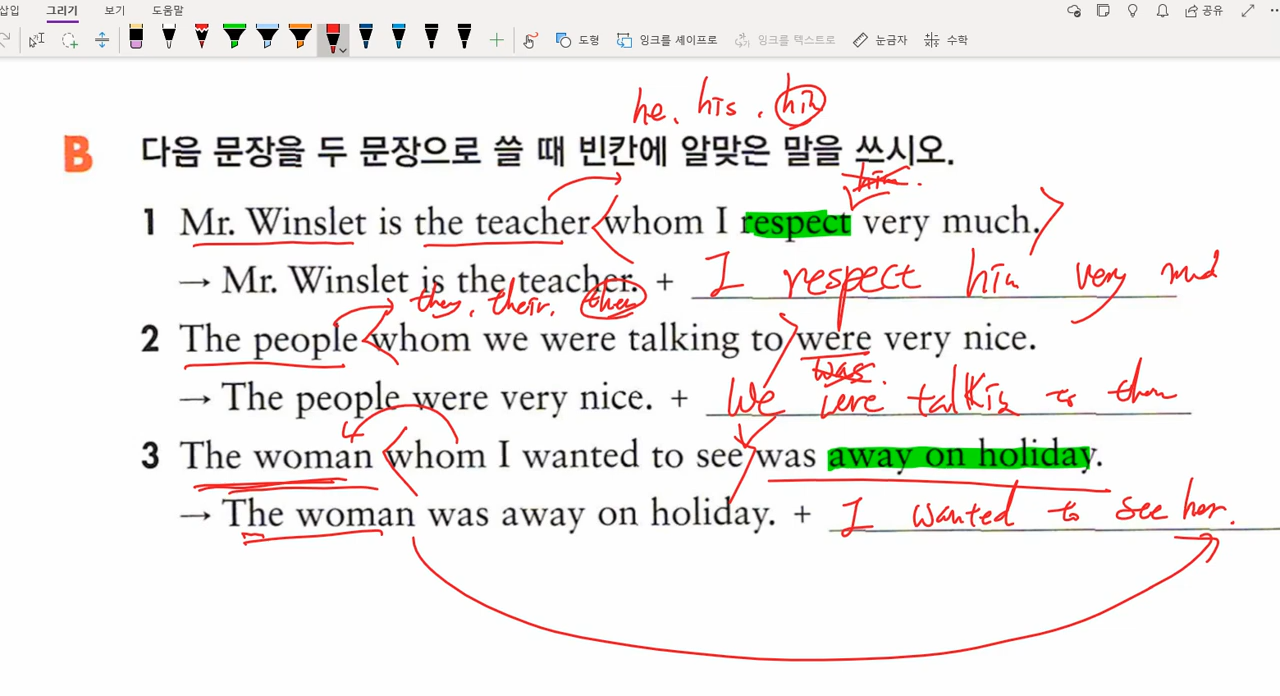 삽입 그리기 보기 도움말 공유
도형 잉크를 셰이프로 잉크를 텍스트로 눈금자 수학
he. his. him
B 다음 문장을 두 문장으로 쓸 때 빈칸에 알맞은 말을 쓰시오.
him.
1 Mr. Winslet is the teacher whom I respect very much.
→ Mr. Winslet is the teacher. + I respect him very much
they, their, them
2 The people whom we were talking to were very nice.
was.
→ The people were very nice. + We were talking to them
3 The woman whom I wanted to see was away on holiday.
→ The woman was away on holiday. + I wanted to see her.